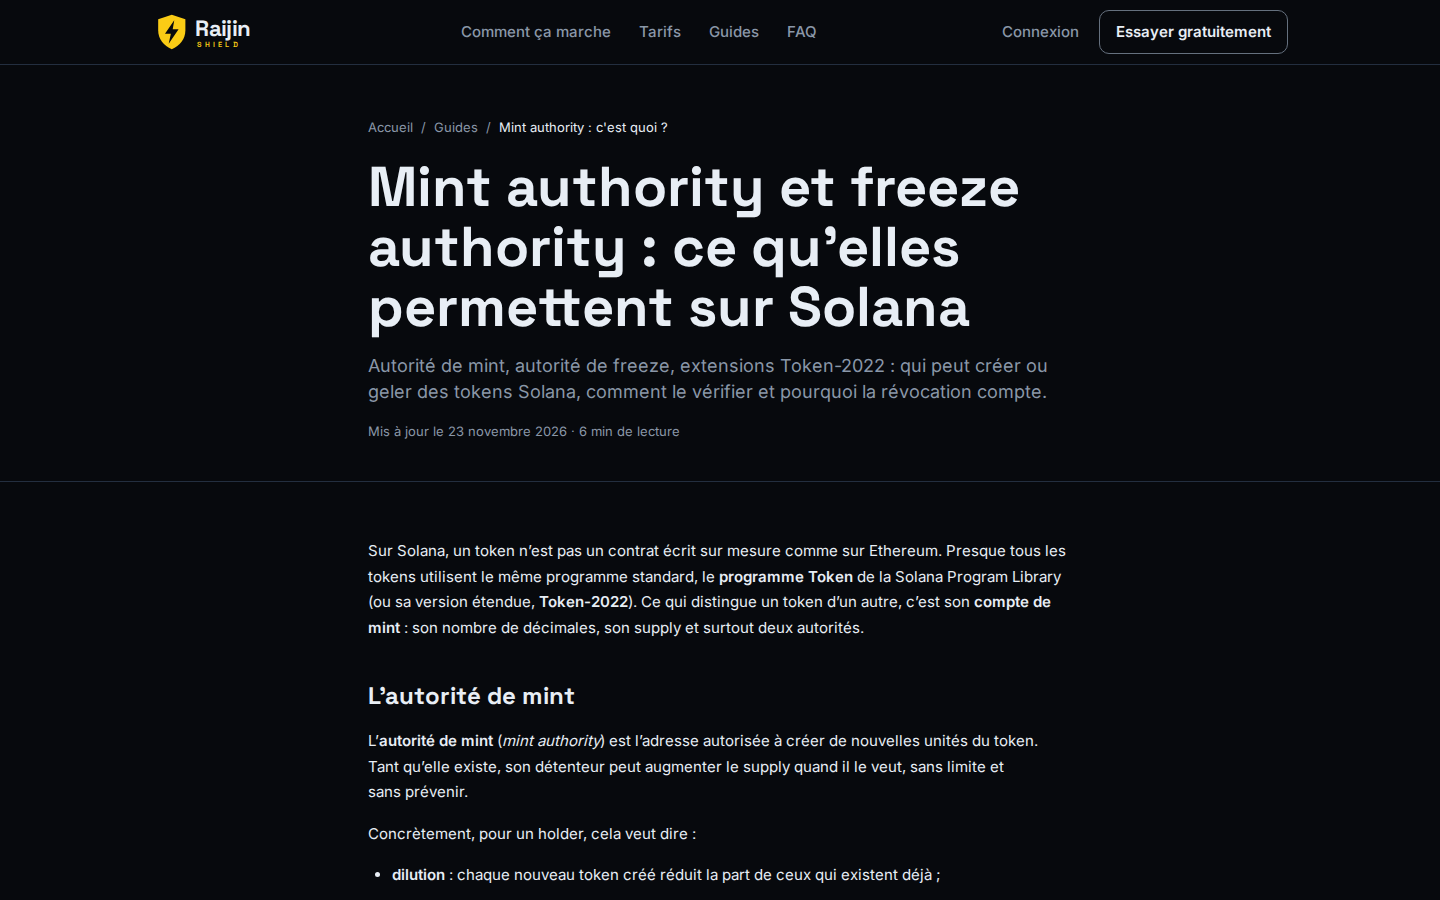 Raijin
SHIELD
Comment ça marche
Tarifs
Guides
FAQ
Connexion
Essayer gratuitement
Accueil / Guides / Mint authority : c'est quoi ?
Mint authority et freeze
authority : ce qu’elles
permettent sur Solana
Autorité de mint, autorité de freeze, extensions Token-2022 : qui peut créer ou
geler des tokens Solana, comment le vérifier et pourquoi la révocation compte.
Mis à jour le 23 novembre 2026 · 6 min de lecture
Sur Solana, un token n’est pas un contrat écrit sur mesure comme sur Ethereum. Presque tous les
tokens utilisent le même programme standard, le programme Token de la Solana Program Library
(ou sa version étendue, Token-2022). Ce qui distingue un token d’un autre, c’est son compte de
mint : son nombre de décimales, son supply et surtout deux autorités.
L’autorité de mint
L’autorité de mint (mint authority) est l’adresse autorisée à créer de nouvelles unités du token.
Tant qu’elle existe, son détenteur peut augmenter le supply quand il le veut, sans limite et
sans prévenir.
Concrètement, pour un holder, cela veut dire :
• dilution : chaque nouveau token créé réduit la part de ceux qui existent déjà ;